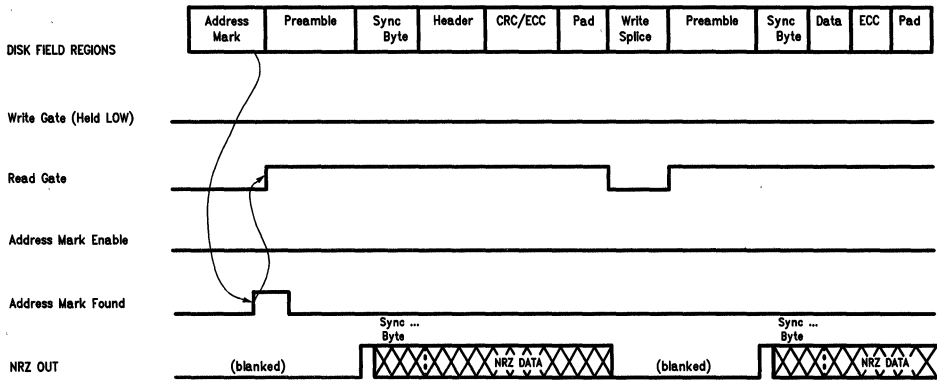 Address Mark
Preamble
Sync Byte
Header
CRC/ECC
Pad
Write Splice
Preamble
Sync Byte
Data
ECC
Pad
DISK FIELD REGIONS
Write Gate (Held LOW)
Read Gate
Address Mark Enable
Address Mark Found
Sync ...
Byte
Sync ...
Byte
NRZ OUT
(blanked)
NRZ DATA
(blanked)
NRZ DATA